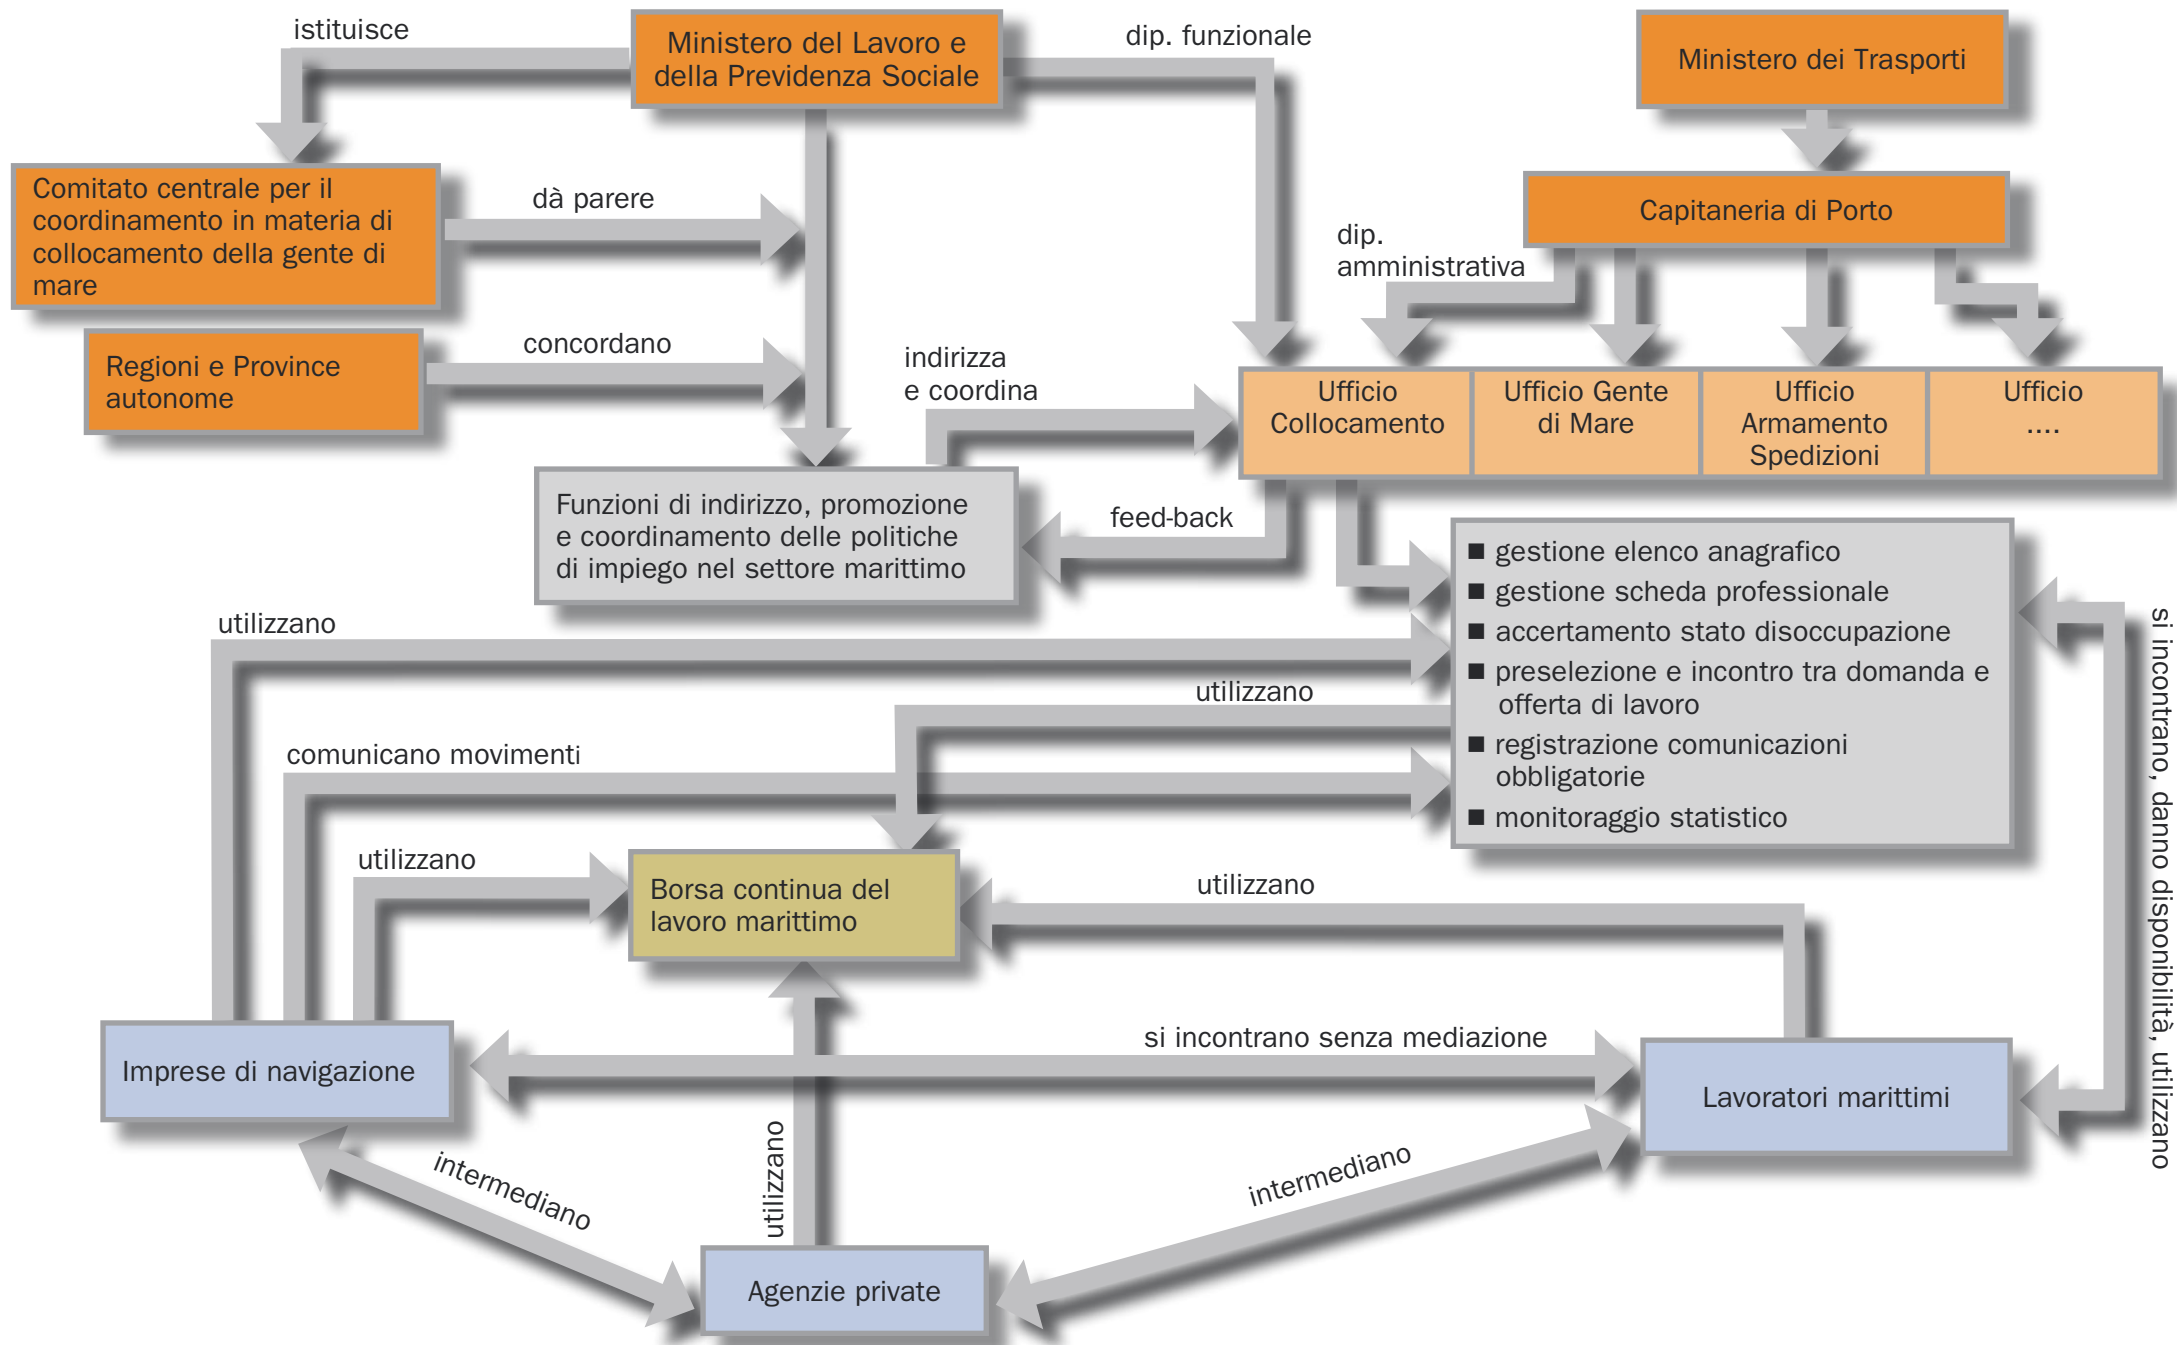 istituisce
Ministero del Lavoro e
della Previdenza Sociale
dip. funzionale
Ministero dei Trasporti
Comitato centrale per il
coordinamento in materia di
collocamento della gente di
mare
dà parere
Capitaneria di Porto
dip.
amministrativa
Regioni e Province
autonome
concordano
indirizza
e coordina
Ufficio
Collocamento
Ufficio Gente
di Mare
Ufficio
Armamento
Spedizioni
Ufficio
....
Funzioni di indirizzo, promozione
e coordinamento delle politiche
di impiego nel settore marittimo
feed-back
■ gestione elenco anagrafico
■ gestione scheda professionale
■ accertamento stato disoccupazione
■ preselezione e incontro tra domanda e
offerta di lavoro
■ registrazione comunicazioni
obbligatorie
■ monitoraggio statistico
si incontrano, danno disponibilità, utilizzano
utilizzano
utilizzano
comunicano movimenti
utilizzano
Borsa continua del
lavoro marittimo
utilizzano
Imprese di navigazione
si incontrano senza mediazione
Lavoratori marittimi
intermediano
utilizzano
intermediano
Agenzie private